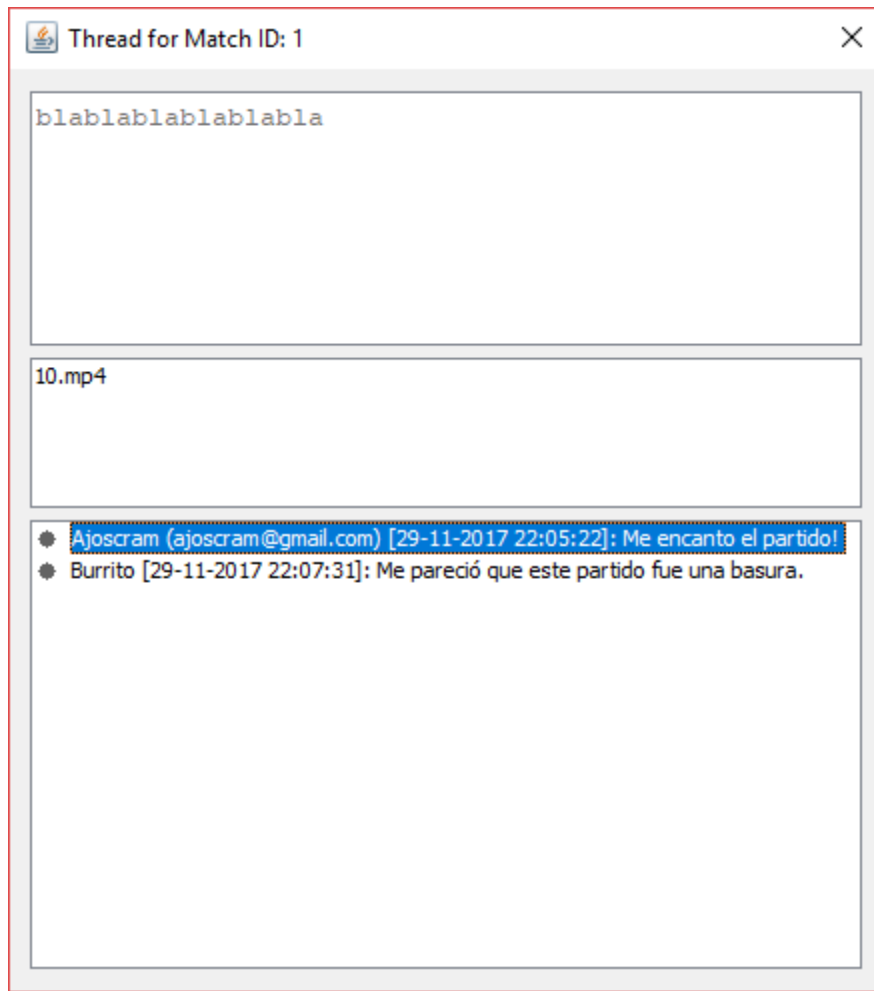 Thread for Match ID: 1
blablablablablabla
10.mp4
Ajoscram (ajoscram@gmail.com) [29-11-2017 22:05:22]: Me encanto el partido!
Burrito [29-11-2017 22:07:31]: Me pareció que este partido fue una basura.